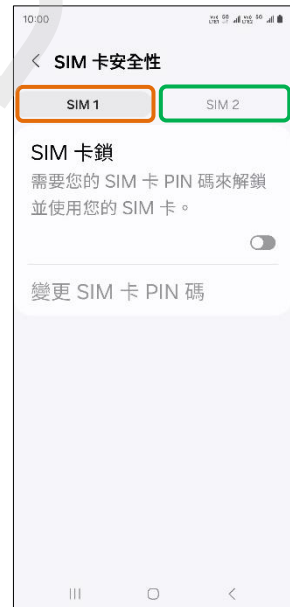 10:00
SIM 卡安全性
SIM 1
SIM 2
SIM 卡鎖
需要您的 SIM 卡 PIN 碼來解鎖
並使用您的 SIM 卡。
變更 SIM 卡 PIN 碼